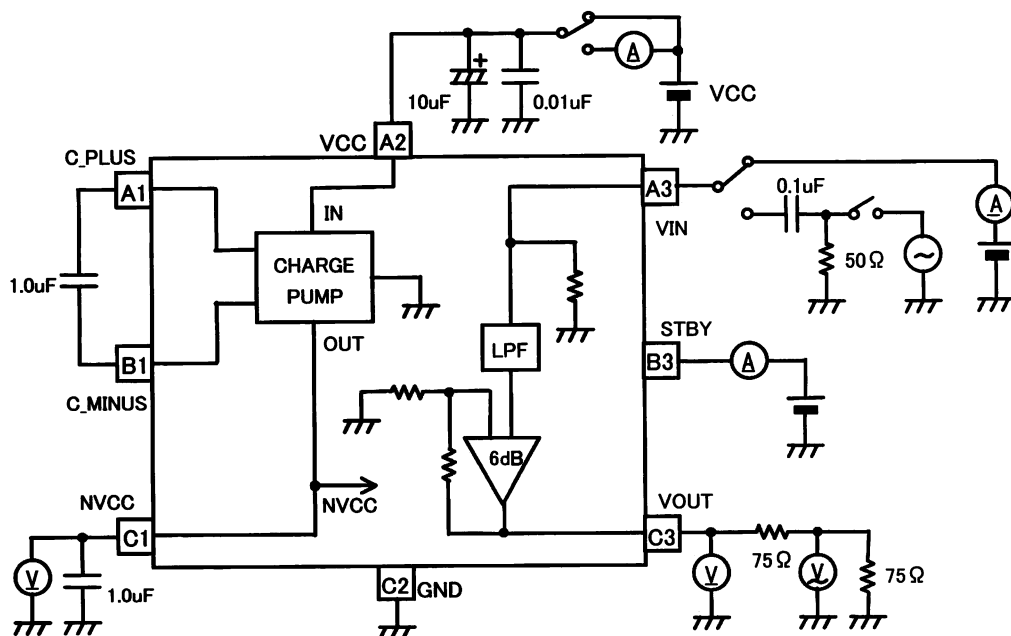 10uF
+
0.01uF
A
VCC
VCC
A2
C_PLUS
A1
1.0uF
B1
C_MINUS
IN
CHARGE
PUMP
OUT
A3
VIN
0.1uF
50Ω
~
A
LPF
STBY
B3
A
6dB
NVCC
NVCC
C1
V
1.0uF
C2
GND
VOUT
C3
V
75Ω
V
75Ω